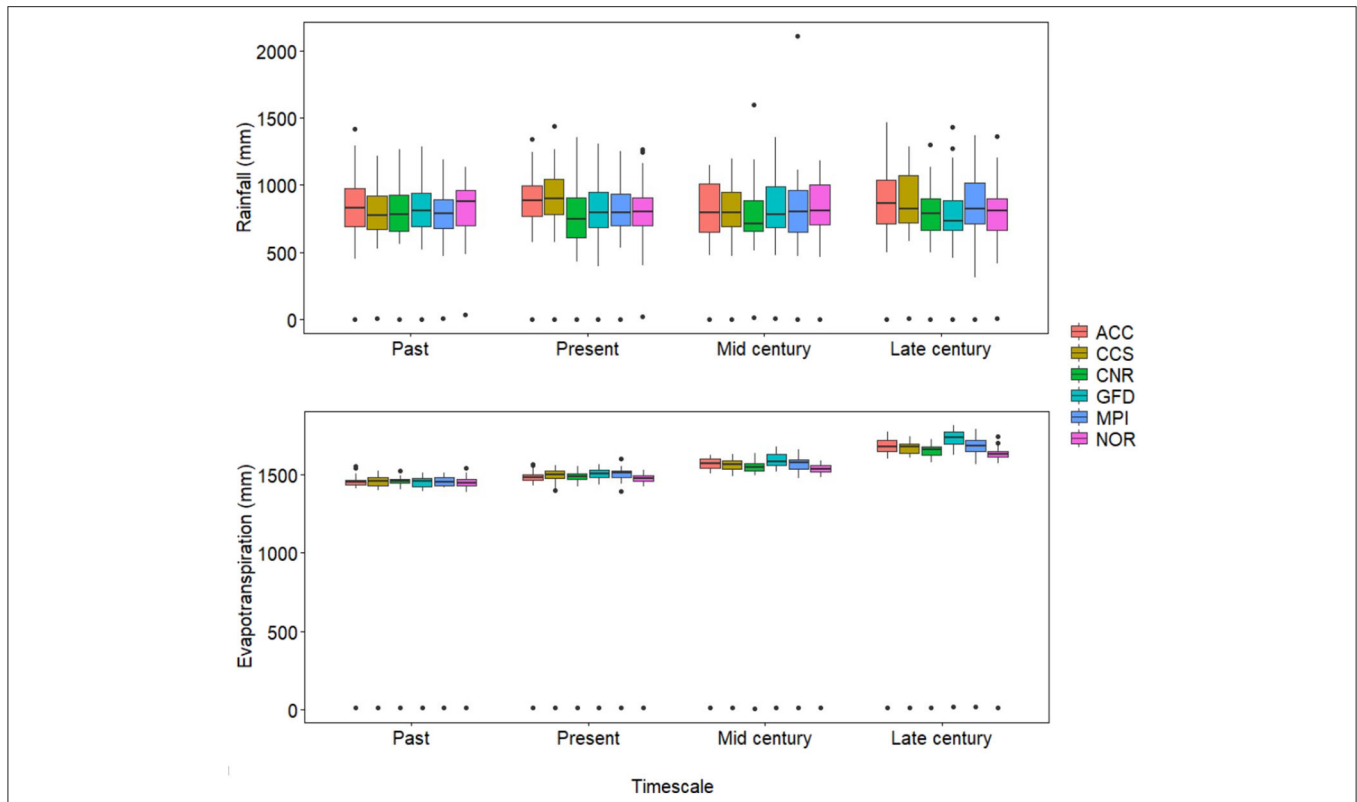 Rainfall (mm)
2000
1500
1000
500
0
Past Present Mid century Late century
ACC
CCS
CNR
GFD
MPI
NOR
Evapotranspiration (mm)
1500
1000
500
0
Past Present Mid century Late century
Timescale